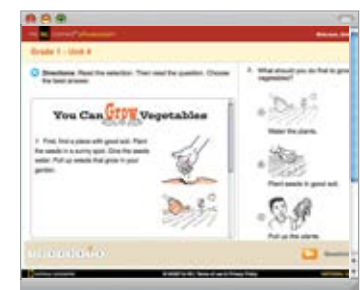 Grade 1 - Unit 4
Directions: Read the selection. Then read the question. Choose
the best answer.
You Can Grow Vegetables
1 First, find a place with good soil. Plant
the seeds in a sunny spot. Give the seeds
water. Pull up weeds that grow in your
garden.
What should you do first to grow
vegetables?
Water the plants.
Plant seeds in good soil.
Pull up the plants.